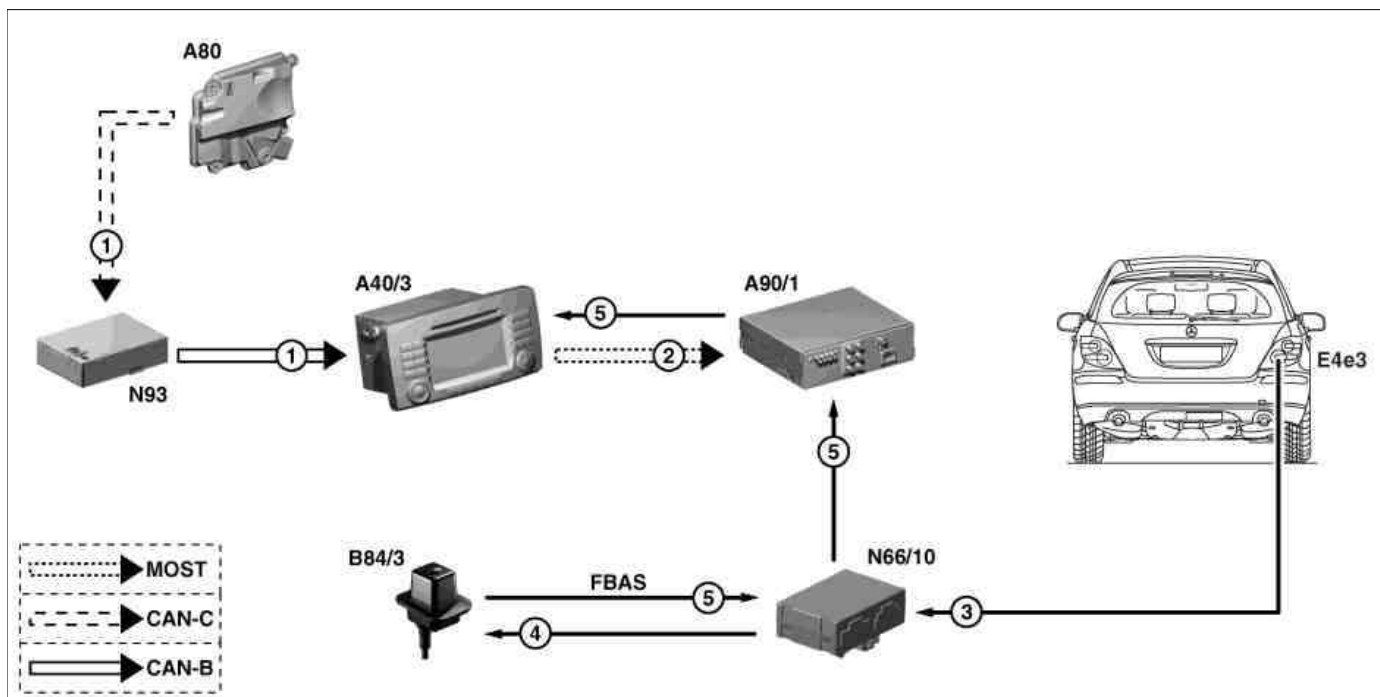 A80
1
A40/3
A90/1
5
1
2
E4e3
N93
5
B84/3
N66/10
MOST
FBAS
5
3
CAN-C
4
CAN-B